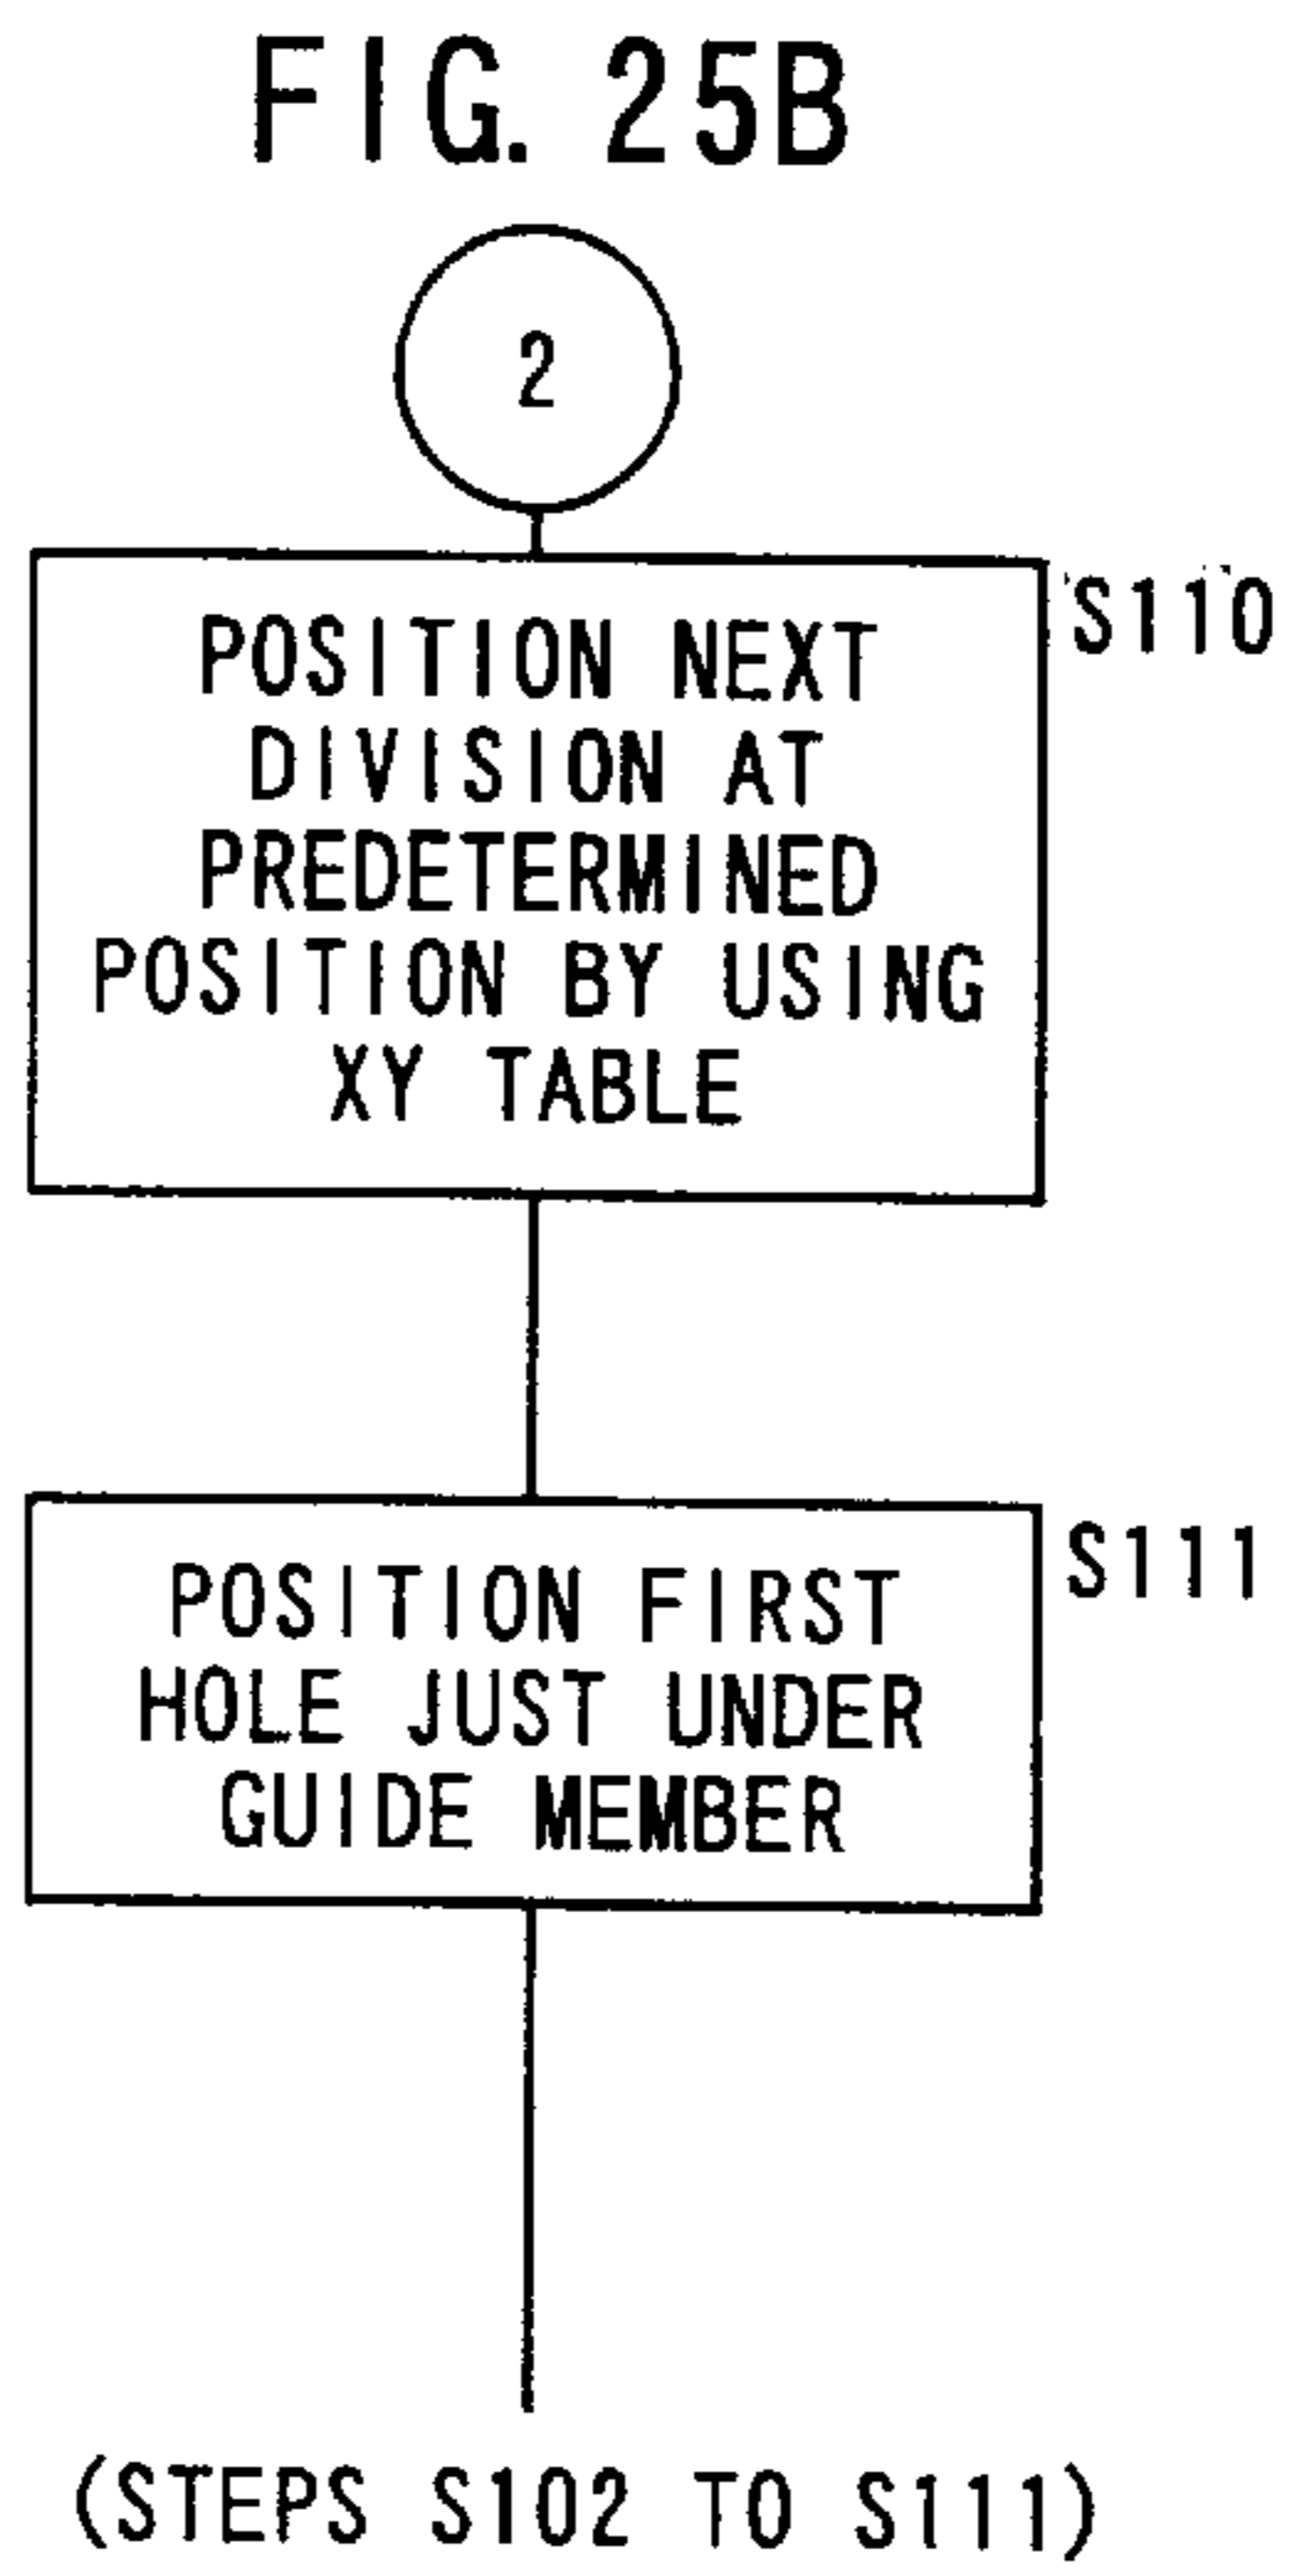 FIG. 25B
2
S110
POSITION NEXT
DIVISION AT
PREDETERMINED
POSITION BY USING
XY TABLE
S111
POSITION FIRST
HOLE JUST UNDER
GUIDE MEMBER
(STEPS S102 TO S111)